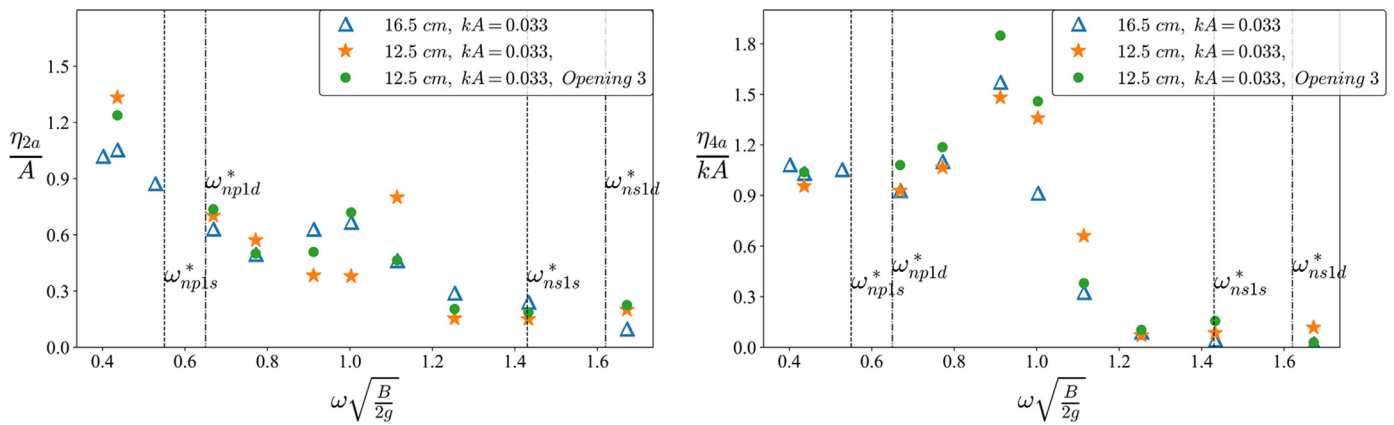 16.5 cm, kA=0.033
12.5 cm, kA=0.033,
12.5 cm, kA=0.033, Opening 3
1.5
1.2
0.9
0.6
0.3
0.0
η2a/A
ω*np1s
ω*np1d
ω*ns1s
ω*ns1d
0.4 0.6 0.8 1.0 1.2 1.4 1.6
ω√(B/2g)
16.5 cm, kA=0.033
12.5 cm, kA=0.033,
12.5 cm, kA=0.033, Opening 3
1.8
1.5
1.2
0.9
0.6
0.3
0.0
η4a/kA
ω*np1s
ω*np1d
ω*ns1s
ω*ns1d
0.4 0.6 0.8 1.0 1.2 1.4 1.6
ω√(B/2g)